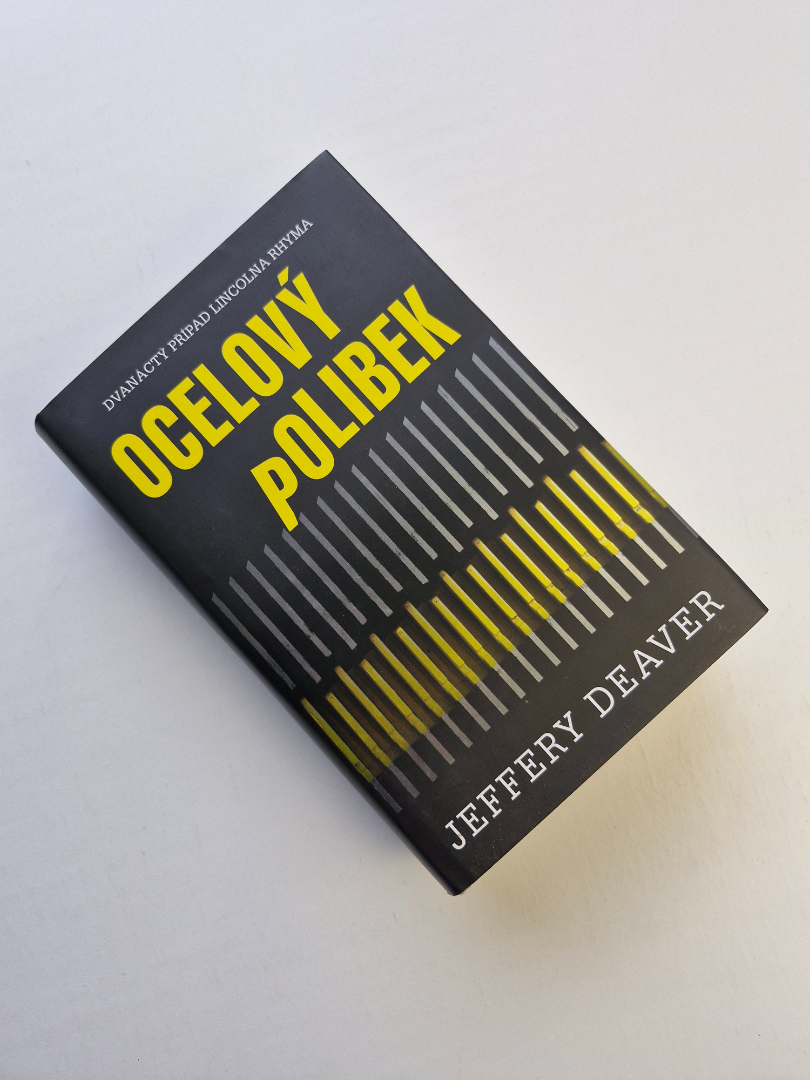 DVANÁCTÝ PŘÍPAD LINCOLNA RHYMA
OCELOVÝ
POLIBEK
JEFFERY DEAVER